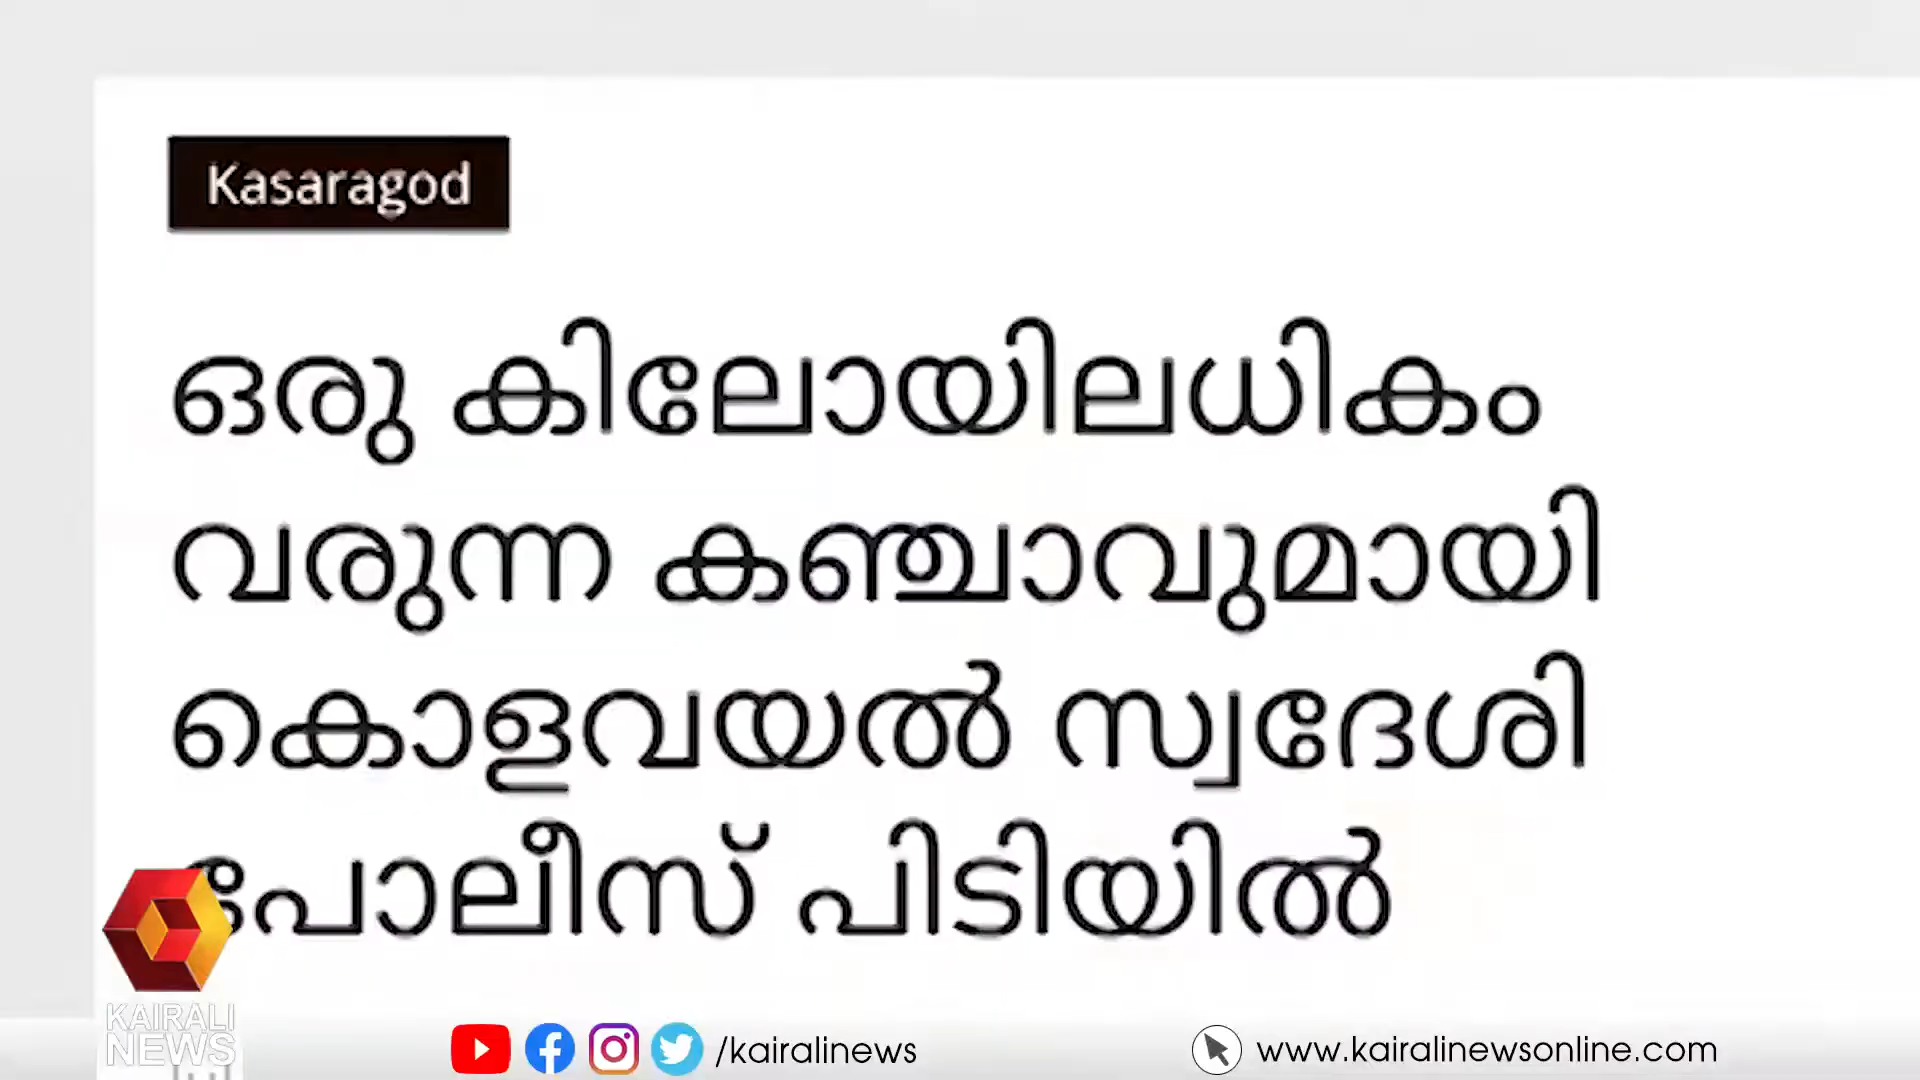 Kasaragod
ഒരു കിലോയിലധികം
വരുന്ന കഞ്ചാവുമായി
കൊളവയൽ സ്വദേശി
പോലീസ് പിടിയിൽ
KAIRALI
NEWS
/kairalinews
www.kairalinewsonline.com